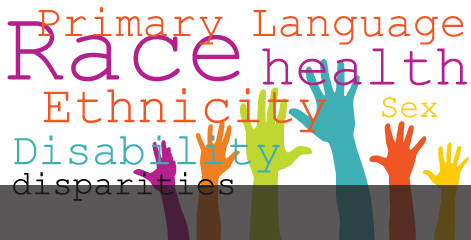 Primary Language
Race
health
Ethnicity
Sex
Disability
disparities